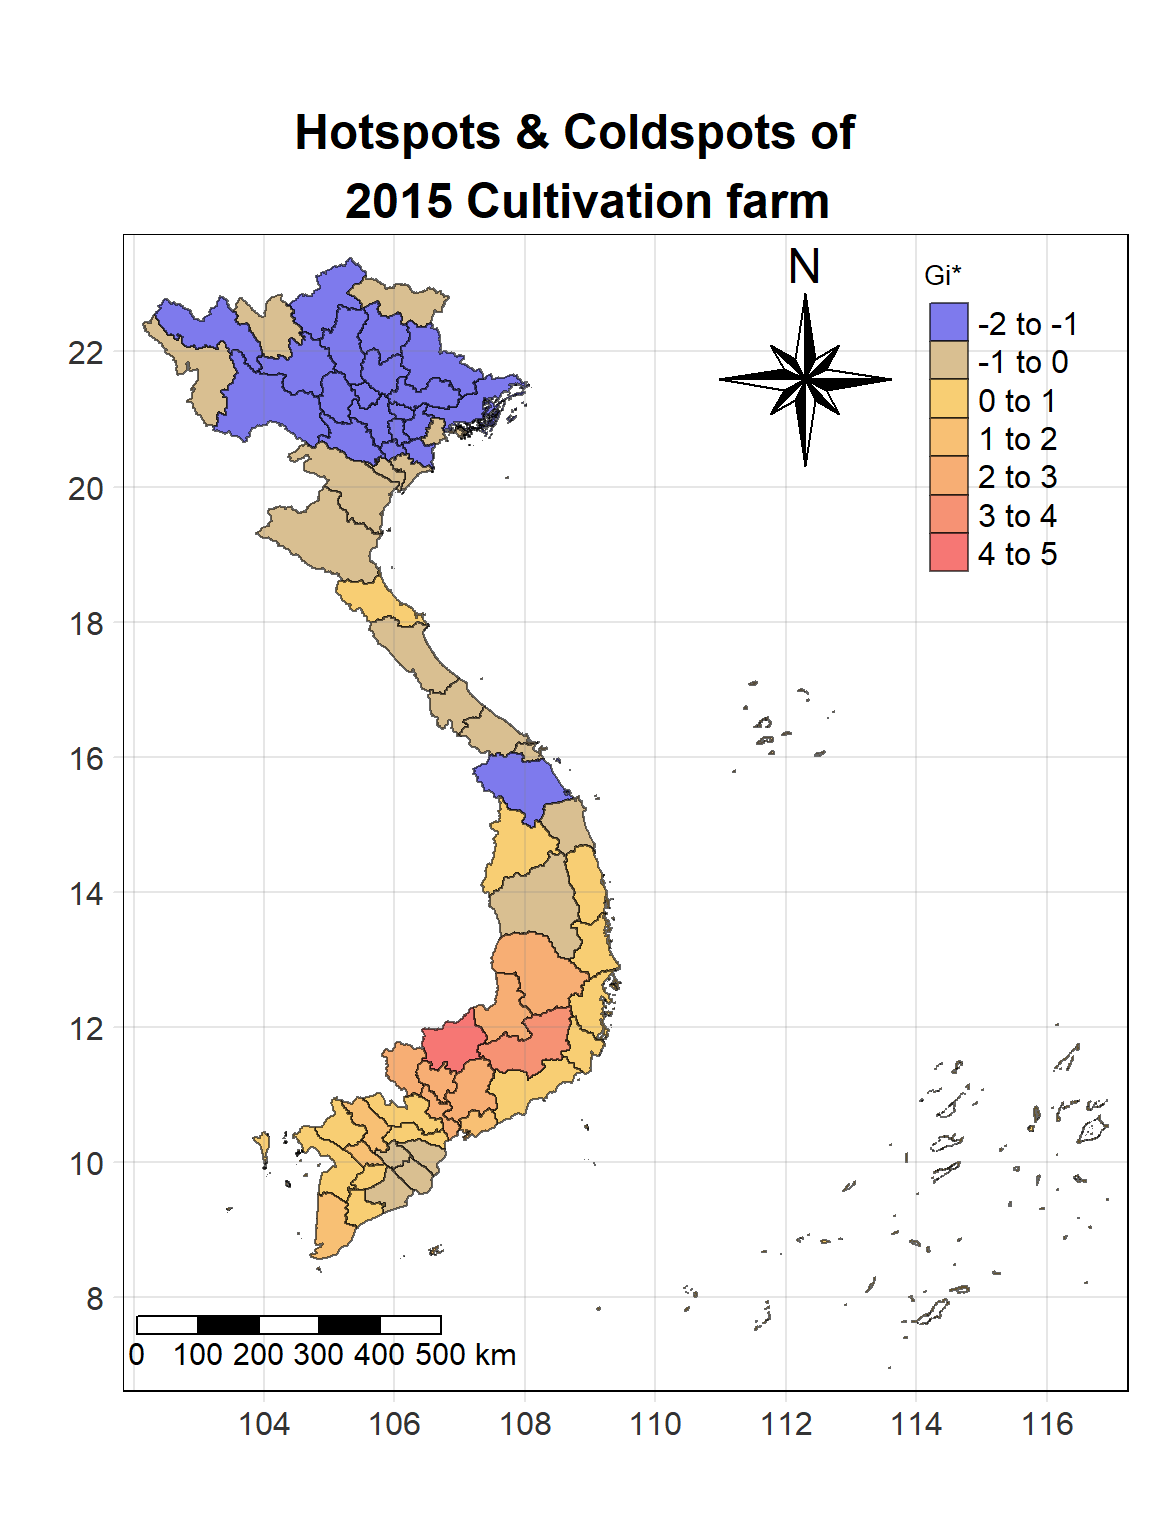 Hotspots & Coldspots of
2015 Cultivation farm
N
Gi*
-2 to -1
-1 to 0
0 to 1
1 to 2
2 to 3
3 to 4
4 to 5
22
20
18
16
14
12
10
8
0 100 200 300 400 500 km
104 106 108 110 112 114 116